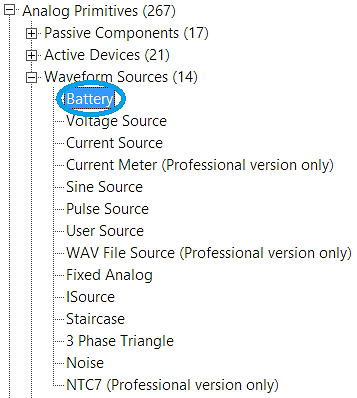 Analog Primitives (267)
Passive Components (17)
Active Devices (21)
Waveform Sources (14)
Battery
Voltage Source
Current Source
Current Meter (Professional version only)
Sine Source
Pulse Source
User Source
WAV File Source (Professional version only)
Fixed Analog
ISource
Staircase
3 Phase Triangle
Noise
NTC7 (Professional version only)